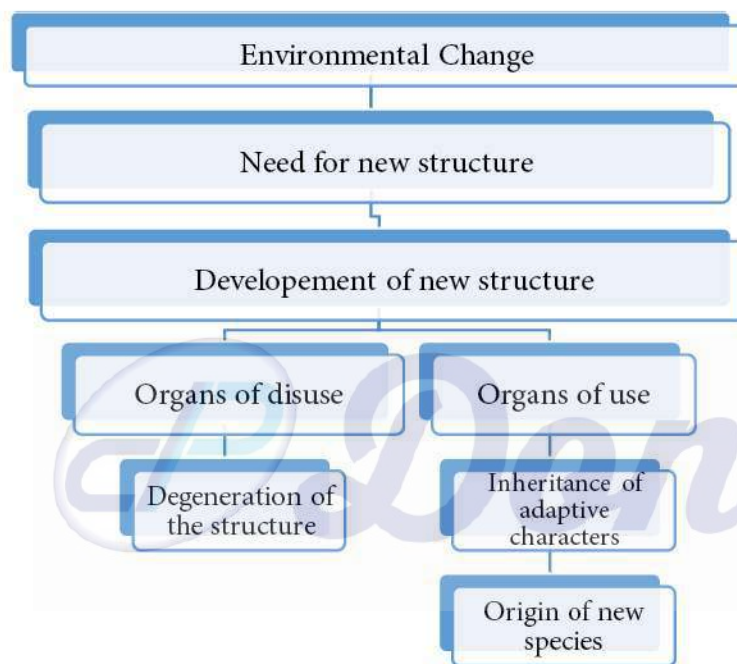 Environmental Change
Need for new structure
Developement of new structure
Organs of disuse
Organs of use
Degeneration of
the structure
Inheritance of
adaptive
characters
Origin of new
species
Don